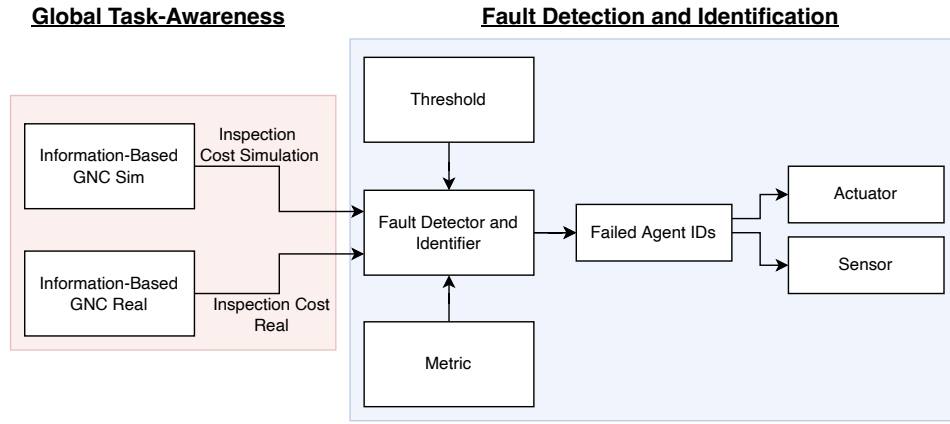 Global Task-Awareness
Fault Detection and Identification
Information-Based
GNC Sim
Inspection
Cost Simulation
Information-Based
GNC Real
Inspection Cost
Real
Threshold
Fault Detector and
Identifier
Metric
Failed Agent IDs
Actuator
Sensor